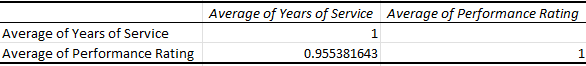 Average of Years of Service Average of Performance Rating
Average of Years of Service 1
Average of Performance Rating 0.955381643 1